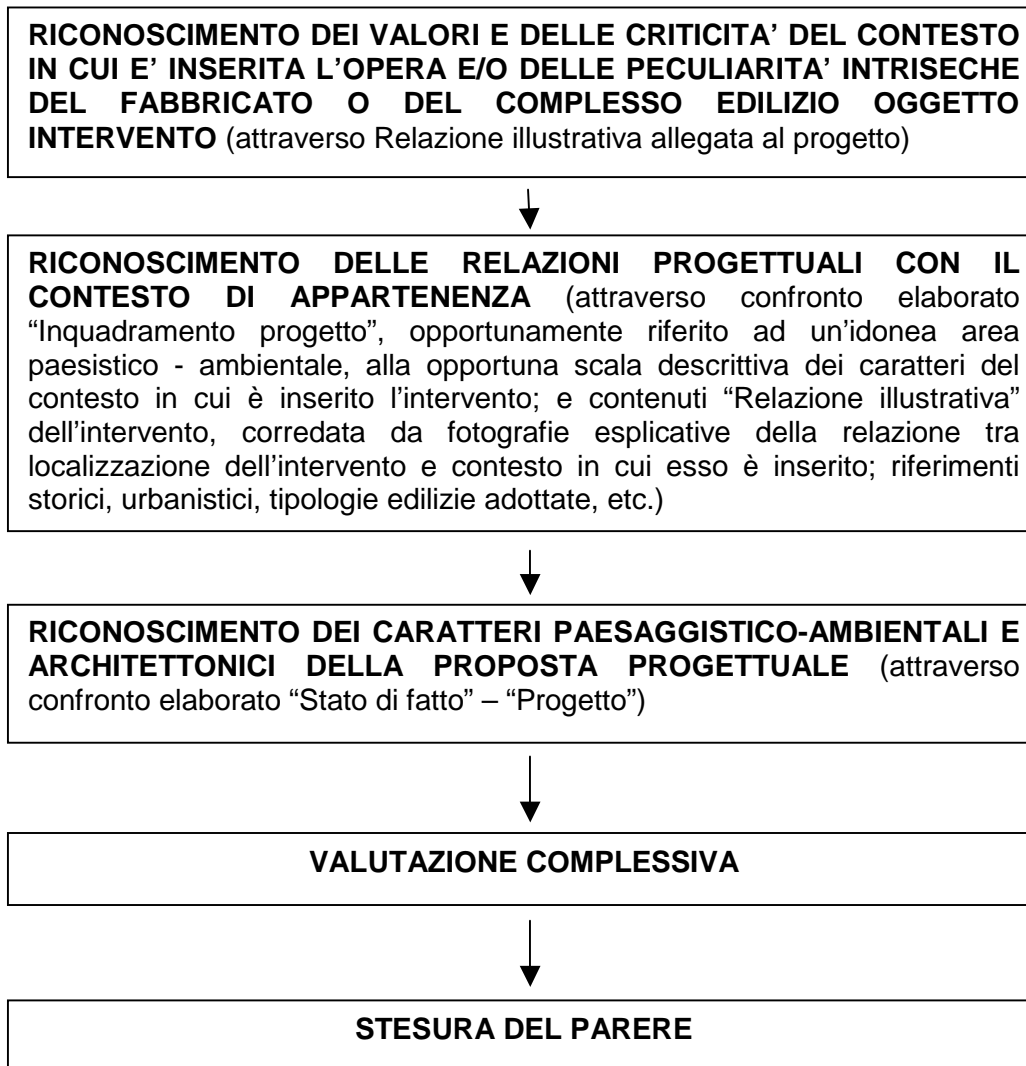 RICONOSCIMENTO DEI VALORI E DELLE CRITICITA’ DEL CONTESTO
IN CUI E’ INSERITA L’OPERA E/O DELLE PECULIARITA’ INTRISECHE
DEL FABBRICATO O DEL COMPLESSO EDILIZIO OGGETTO
INTERVENTO (attraverso Relazione illustrativa allegata al progetto)
RICONOSCIMENTO DELLE RELAZIONI PROGETTUALI CON IL
CONTESTO DI APPARTENENZA (attraverso confronto elaborato
“Inquadramento progetto”, opportunamente riferito ad un’idonea area
paesistico - ambientale, alla opportuna scala descrittiva dei caratteri del
contesto in cui è inserito l’intervento; e contenuti “Relazione illustrativa”
dell’intervento, corredata da fotografie esplicative della relazione tra
localizzazione dell’intervento e contesto in cui esso è inserito; riferimenti
storici, urbanistici, tipologie edilizie adottate, etc.)
RICONOSCIMENTO DEI CARATTERI PAESAGGISTICO-AMBIENTALI E
ARCHITETTONICI DELLA PROPOSTA PROGETTUALE (attraverso
confronto elaborato “Stato di fatto” – “Progetto”)
VALUTAZIONE COMPLESSIVA
STESURA DEL PARERE